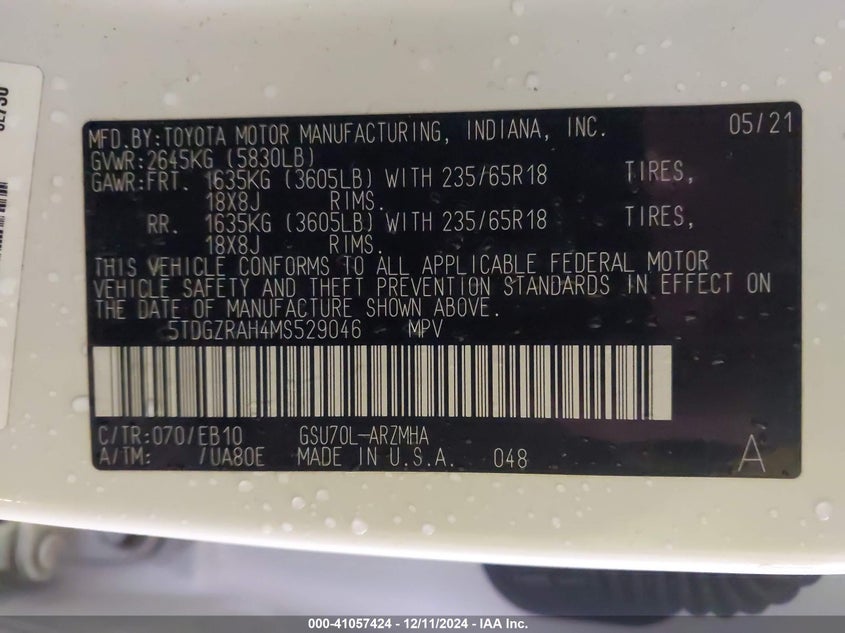 MFD.BY:TOYOTA MOTOR MANUFACTURING, INDIANA, INC. 05/21
GVWR:2645KG (5830LB)
GAWR:FRT. 1635KG (3605LB) WITH 235/65R18 TIRES,
18X8J RIMS.
RR. 1635KG (3605LB) WITH 235/65R18 TIRES,
18X8J RIMS.
THIS VEHICLE CONFORMS TO ALL APPLICABLE FEDERAL MOTOR
VEHICLE SAFETY AND THEFT PREVENTION STANDARDS IN EFFECT ON
THE DATE OF MANUFACTURE SHOWN ABOVE.
5TDGZRAH4MS529046 MPV
C/TR:070/EB10 GSU70L-ARZMHA
A/TM: /UA80E MADE IN U.S.A. 048 A
000-41057424 - 12/11/2024 - IAA Inc.